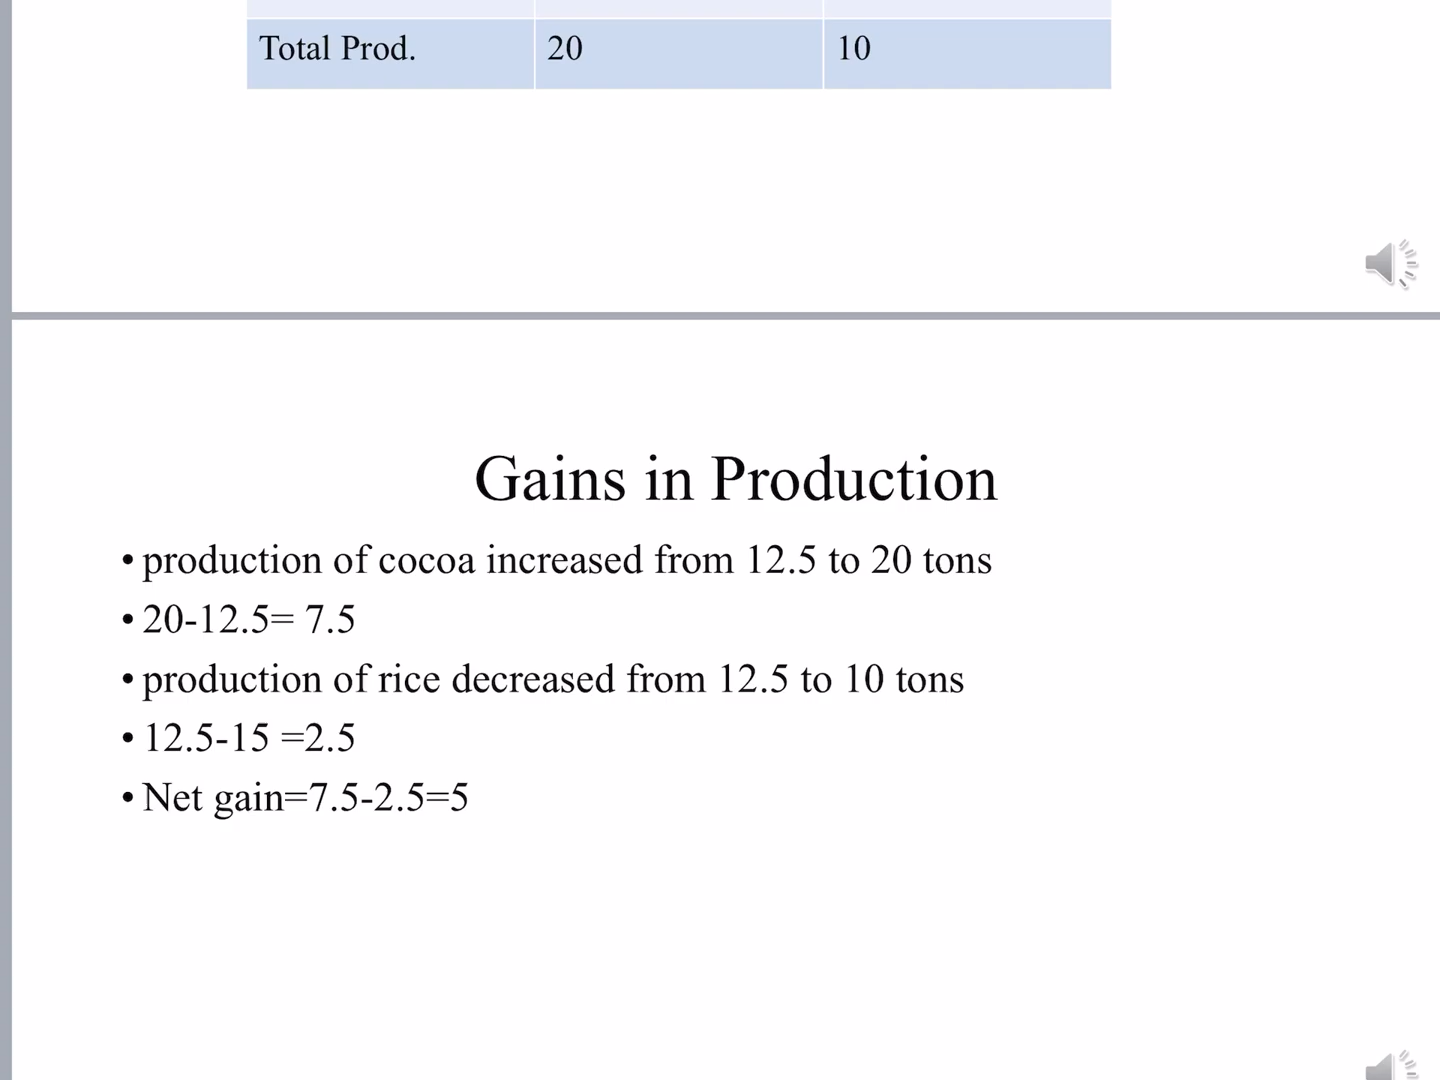 Total Prod. 20 10
Gains in Production
• production of cocoa increased from 12.5 to 20 tons
• 20-12.5= 7.5
• production of rice decreased from 12.5 to 10 tons
• 12.5-15 =2.5
• Net gain=7.5-2.5=5